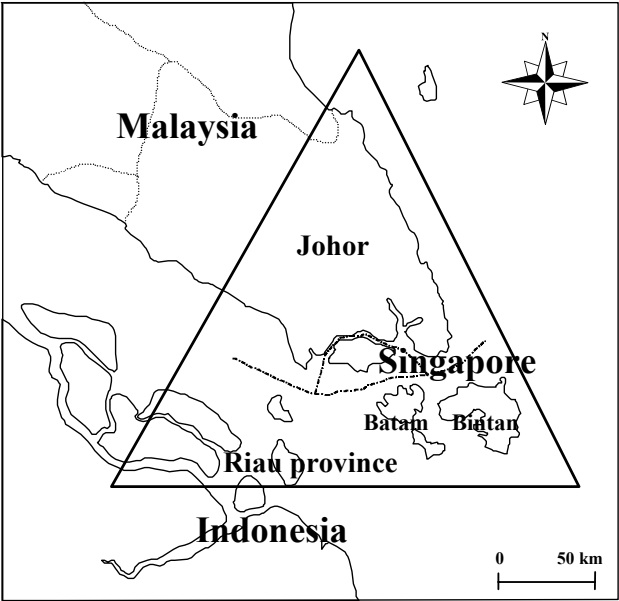 N
Malaysia
Johor
Singapore
Batam
Bintan
Riau province
Indonesia
0
50 km